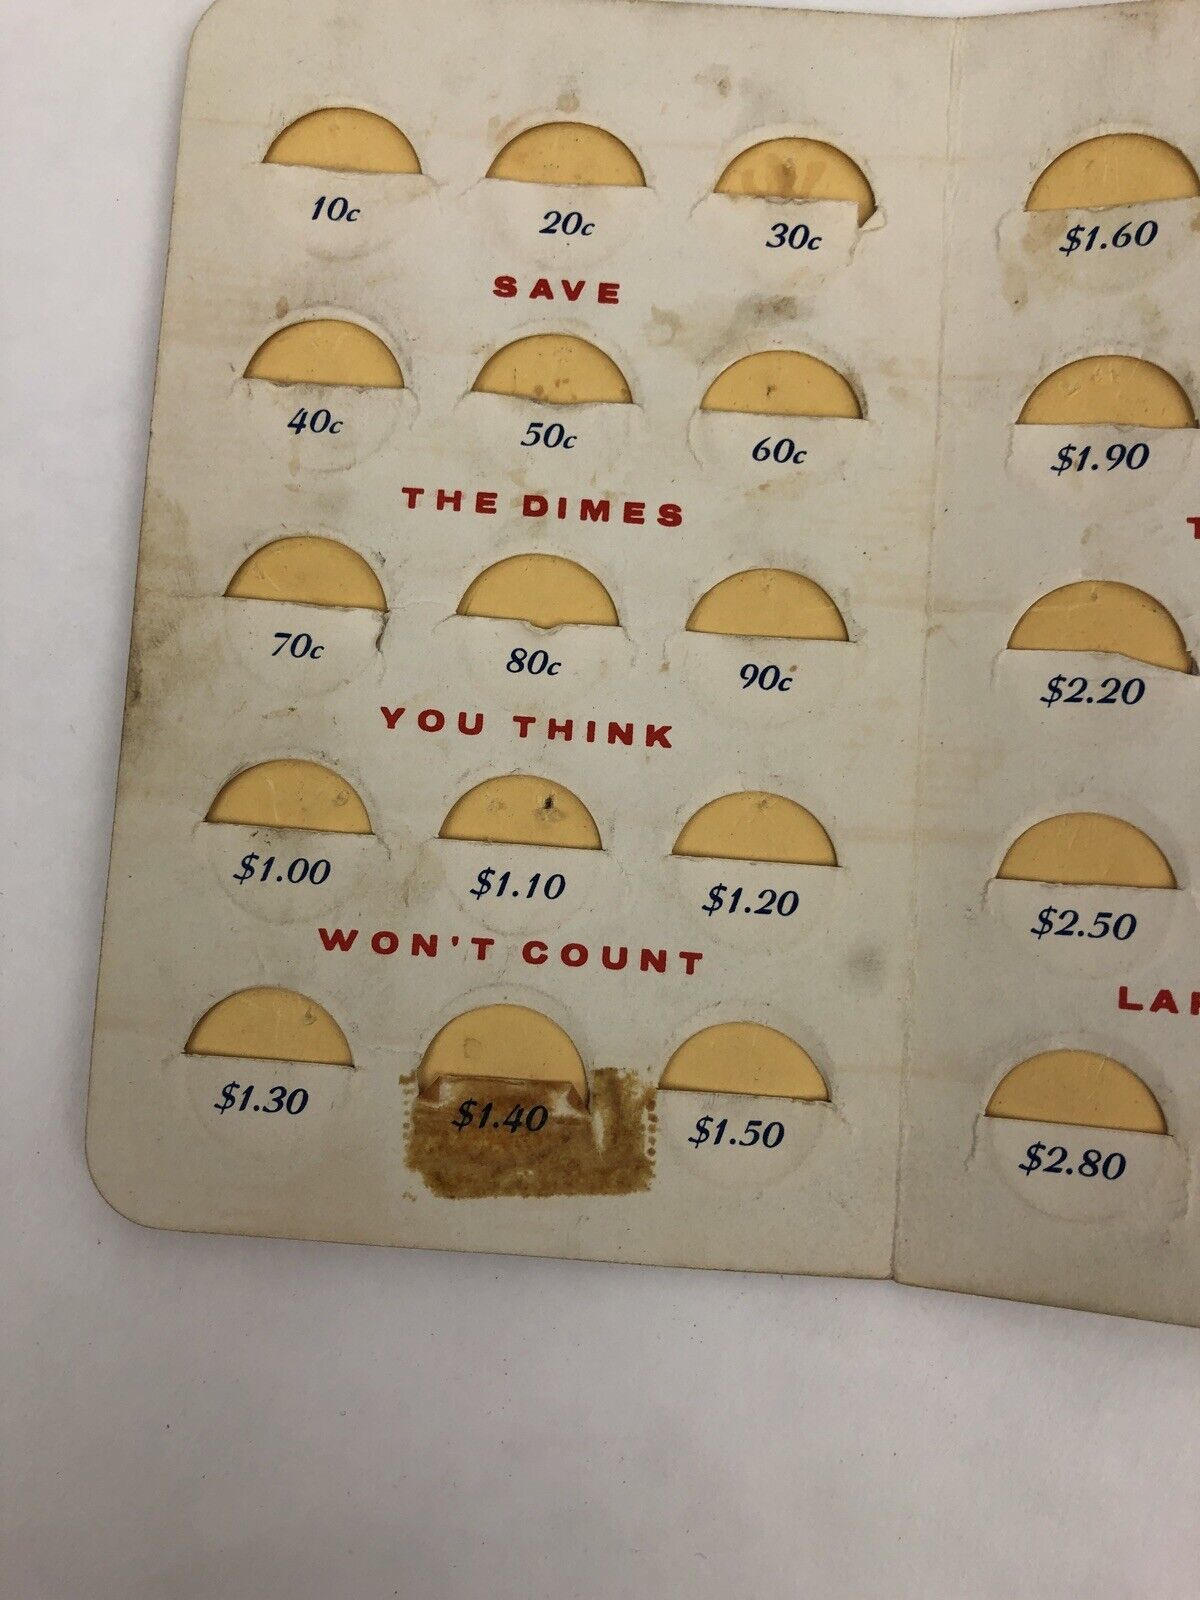 10c 20c 30c
SAVE
40c 50c 60c
THE DIMES
70c 80c 90c
YOU THINK
$1.00 $1.10 $1.20
WON'T COUNT
$1.30 $1.40 $1.50
$1.60
$1.90
$2.20
$2.50
$2.80